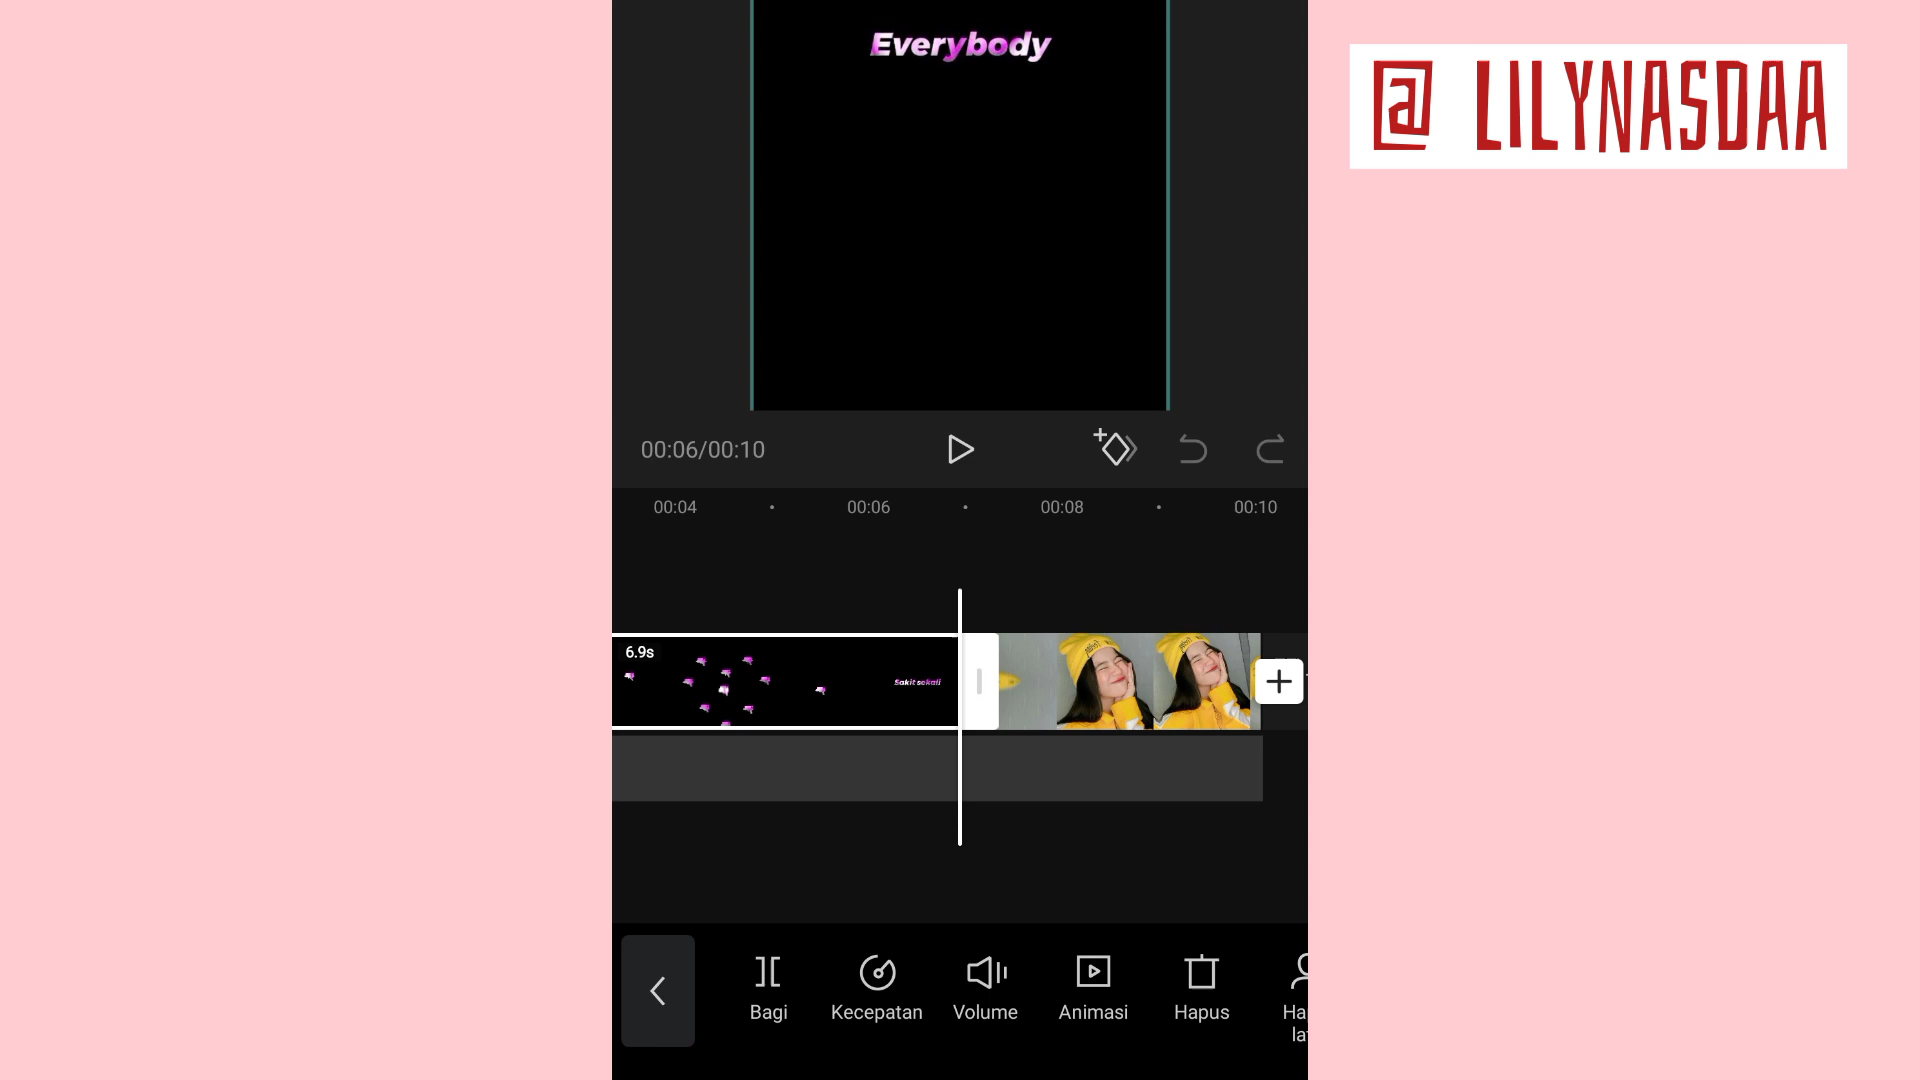 Everybody
@ LILYNASDAA
00:06/00:10
00:04 00:06 00:08 00:10
6.9s
Sakit sekali
Bagi Kecepatan Volume Animasi Hapus